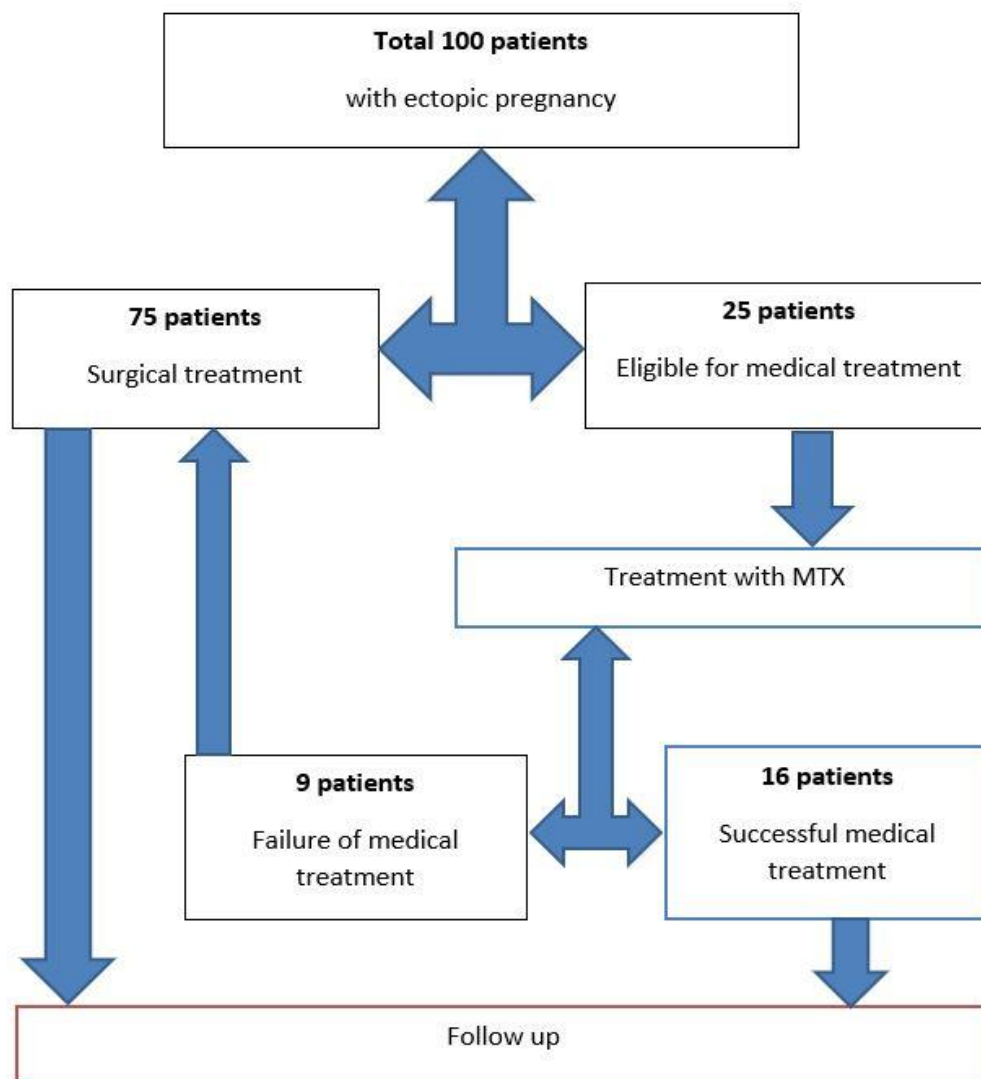 Total 100 patients
with ectopic pregnancy
75 patients
Surgical treatment
25 patients
Eligible for medical treatment
Treatment with MTX
9 patients
Failure of medical
treatment
16 patients
Successful medical
treatment
Follow up